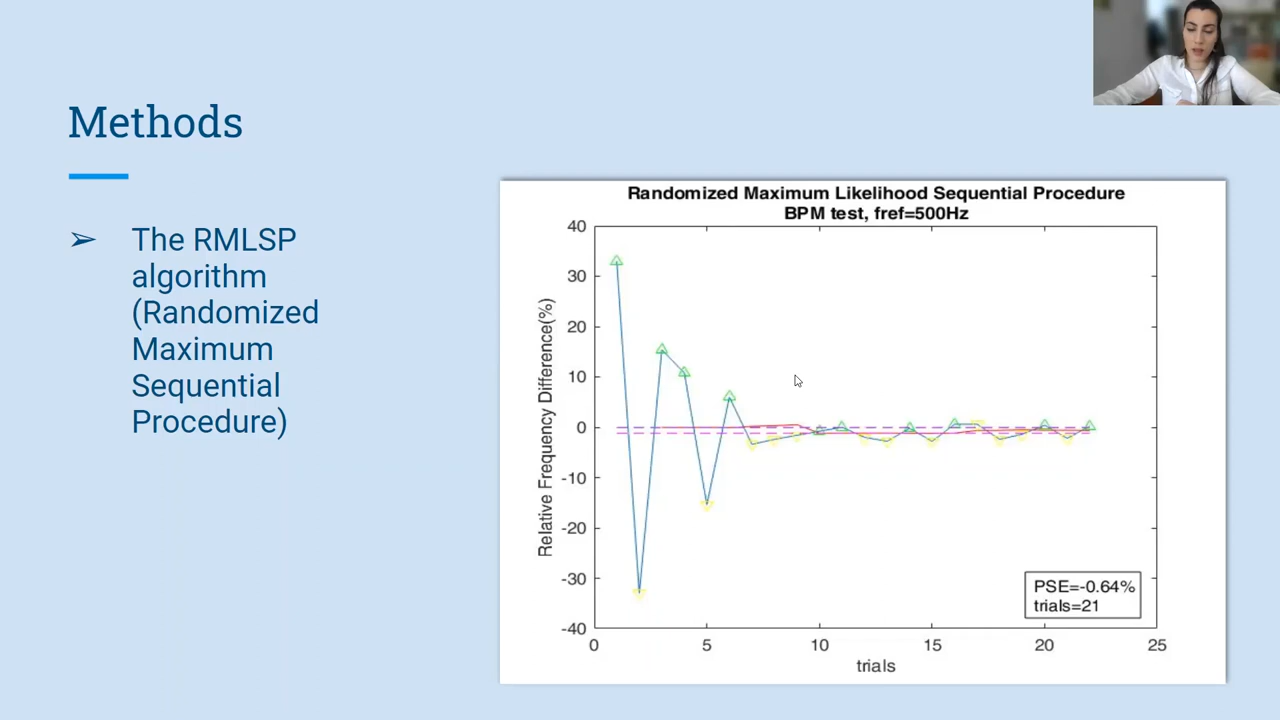 Methods
➢ The RMLSP
algorithm
(Randomized
Maximum
Sequential
Procedure)
Randomized Maximum Likelihood Sequential Procedure
BPM test, fref=500Hz
Relative Frequency Difference(%)
40
30
20
10
0
-10
-20
-30
-40
0 5 10 15 20 25
trials
PSE=-0.64%
trials=21